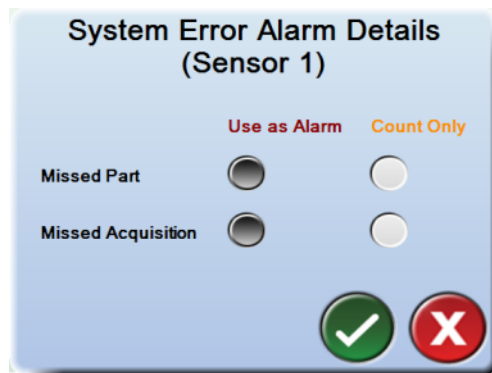 System Error Alarm Details
(Sensor 1)
Use as Alarm Count Only
Missed Part
Missed Acquisition